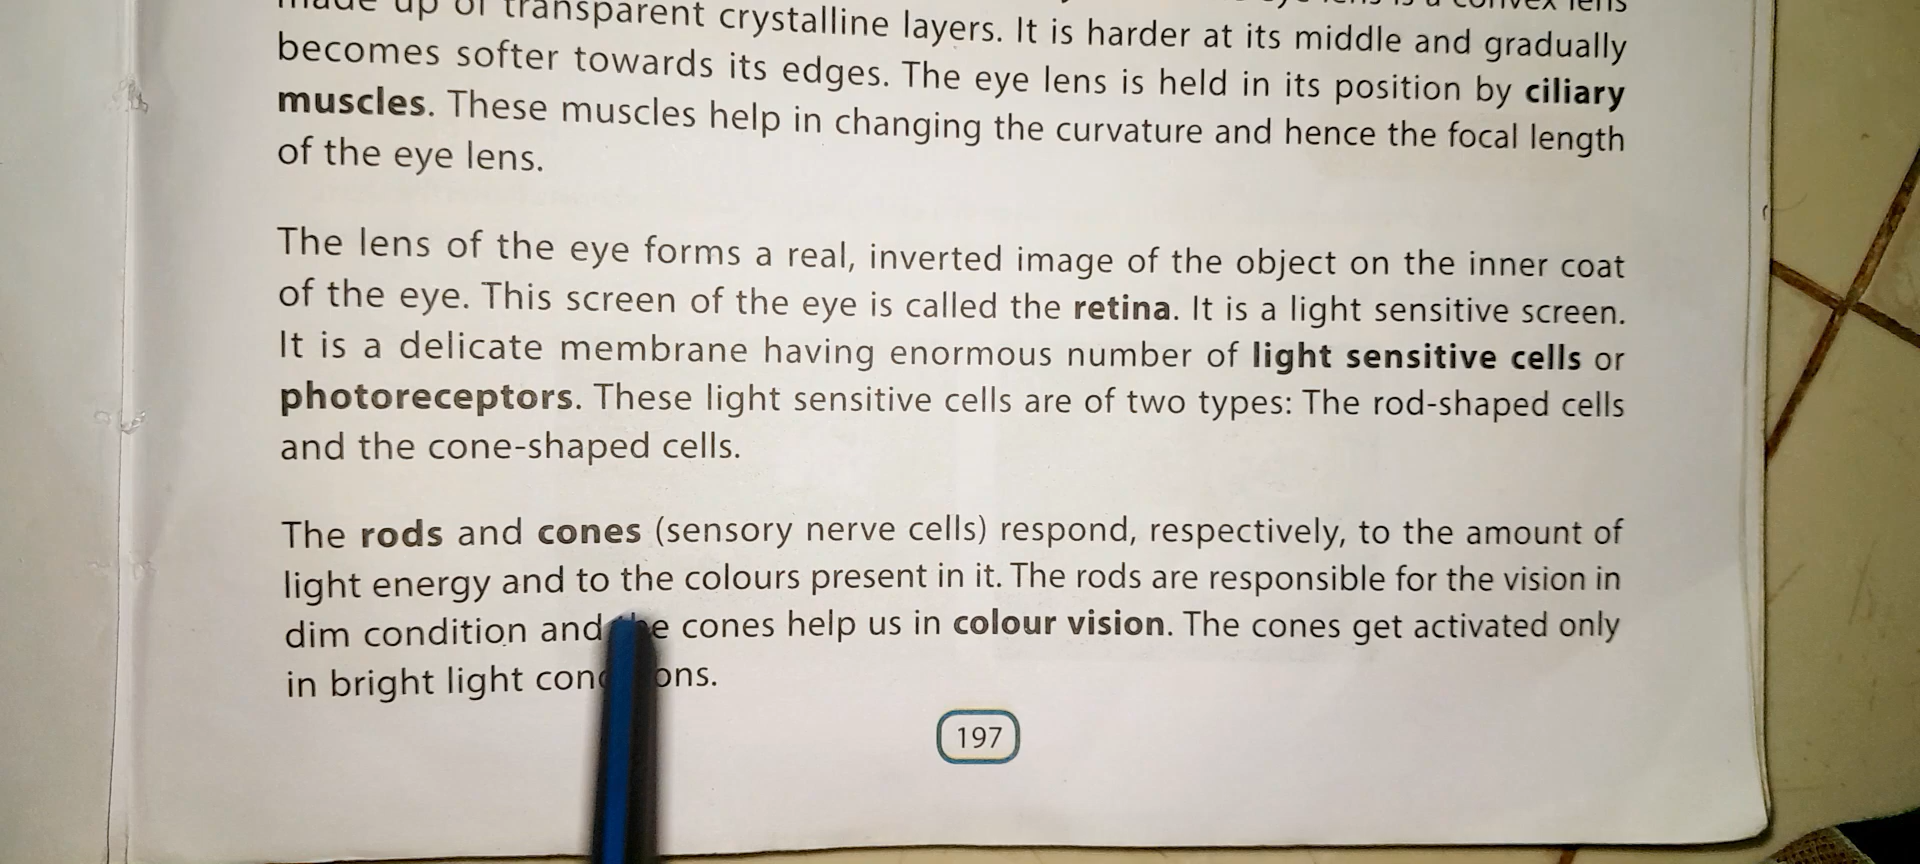 made up of transparent crystalline layers. It is harder at its middle and gradually
becomes softer towards its edges. The eye lens is held in its position by ciliary
muscles. These muscles help in changing the curvature and hence the focal length
of the eye lens.
The lens of the eye forms a real, inverted image of the object on the inner coat
of the eye. This screen of the eye is called the retina. It is a light sensitive screen.
It is a delicate membrane having enormous number of light sensitive cells or
photoreceptors. These light sensitive cells are of two types: The rod-shaped cells
and the cone-shaped cells.
The rods and cones (sensory nerve cells) respond, respectively, to the amount of
light energy and to the colours present in it. The rods are responsible for the vision in
dim condition and cones help us in colour vision. The cones get activated only
in bright light
197